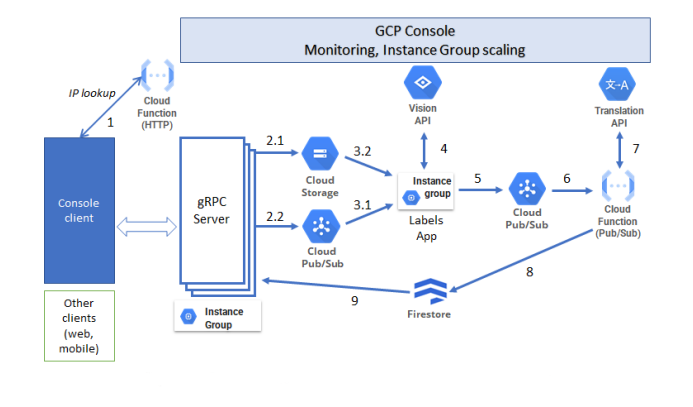 GCP Console
Monitoring, Instance Group scaling
IP lookup
1
Cloud
Function
(HTTP)
Vision
API
Translation
API
2.1
3.2
4
7
Console
client
gRPC
Server
Cloud
Storage
Instance
group
5
6
2.2
3.1
Labels
App
Cloud
Pub/Sub
Cloud
Pub/Sub
Cloud
Function
(Pub/Sub)
8
9
Firestore
Other
clients
(web,
mobile)
Instance
Group
文→A